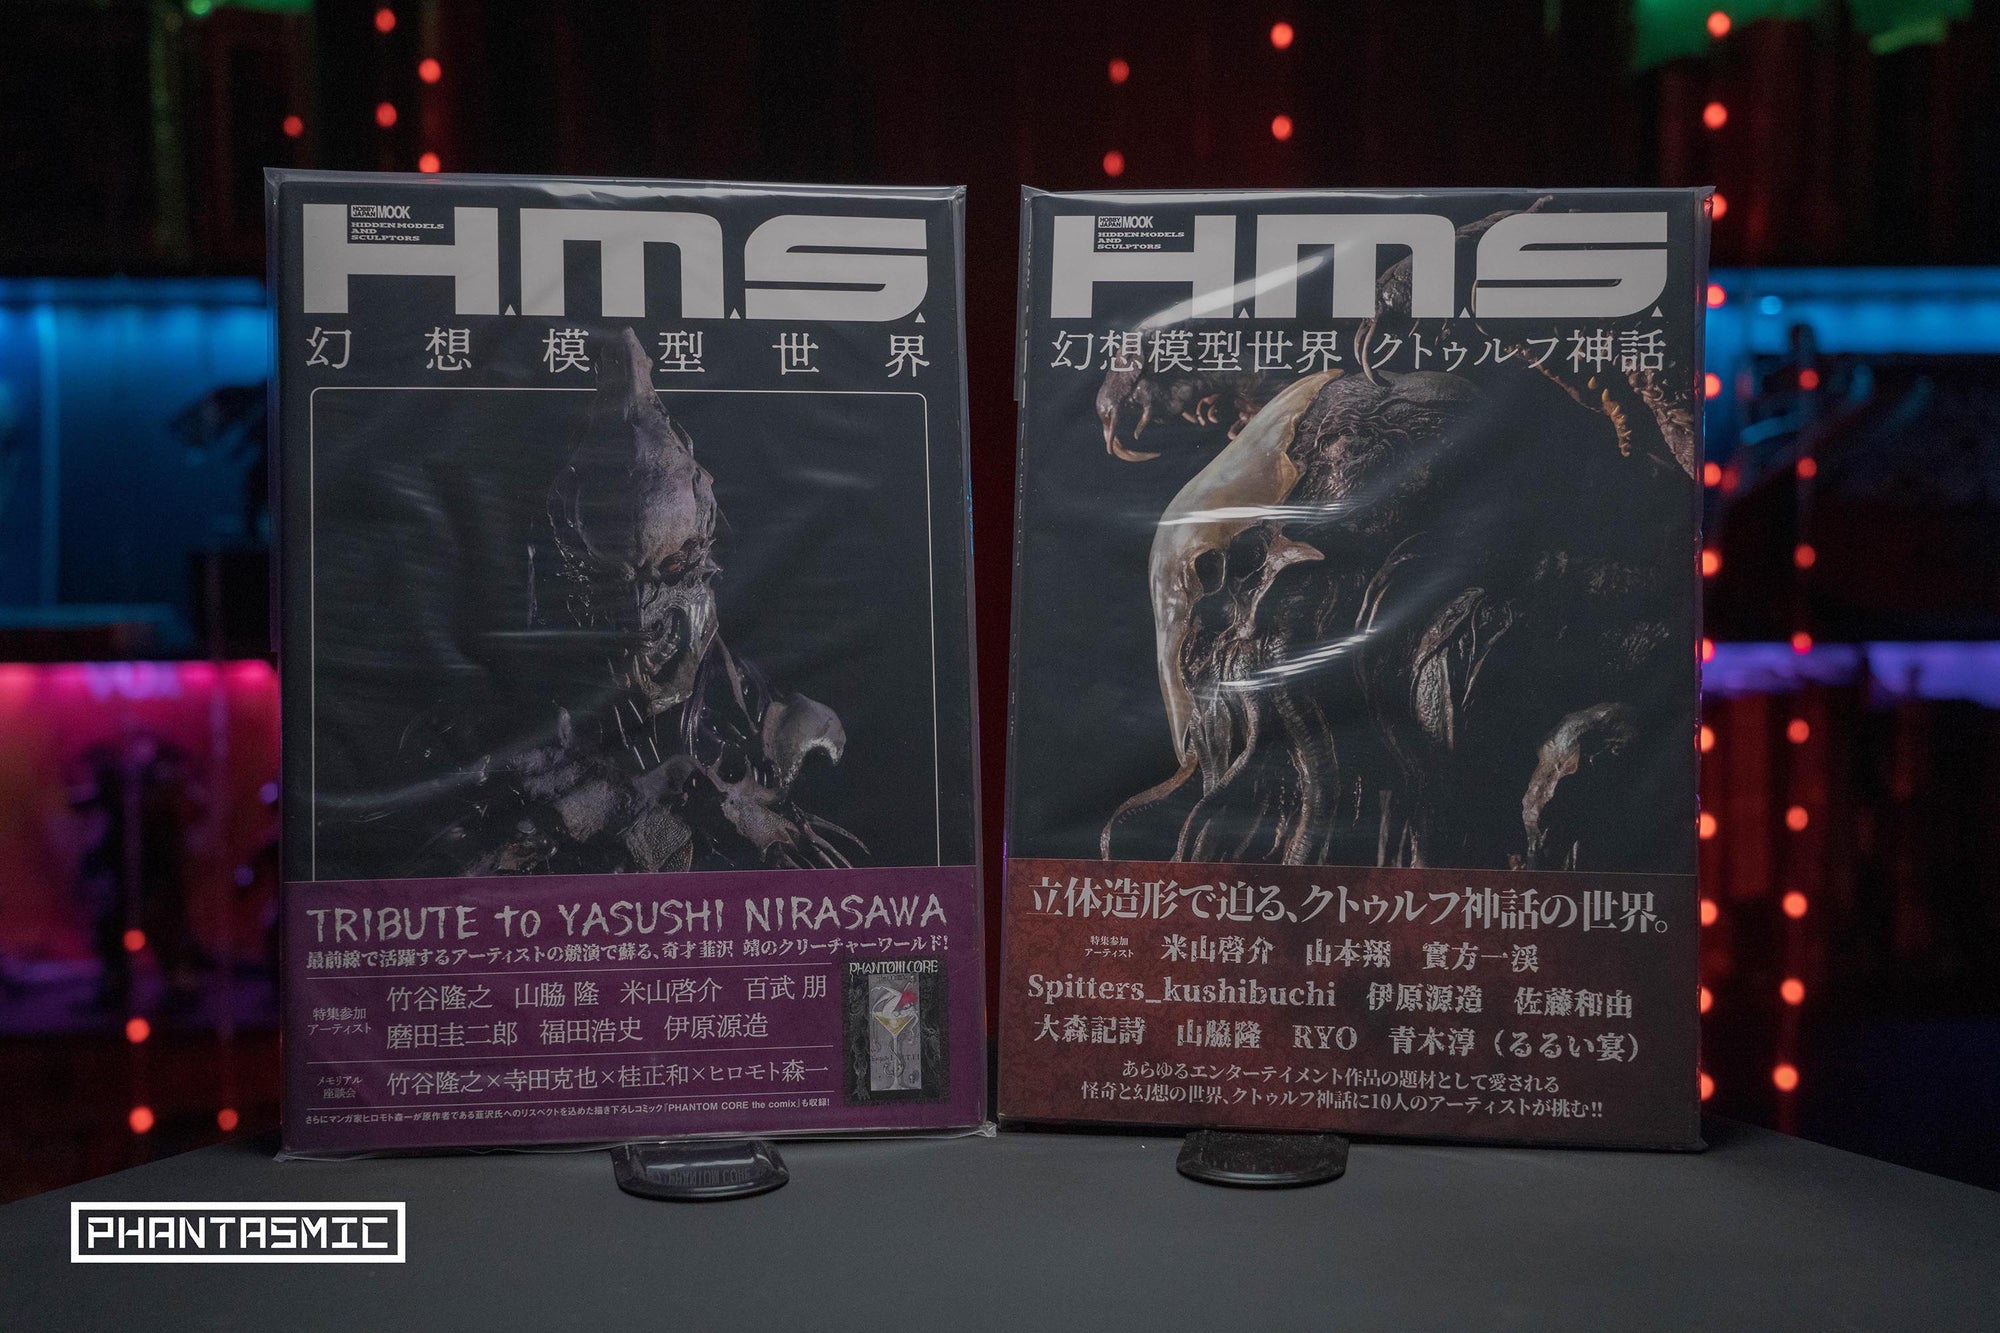 HOBBY JAPAN MOOK
HIDDEN MODELS
AND
SCULPTORS
H.M.S.
幻想模型世界
TRIBUTE to YASUSHI NIRASAWA
最前線で活躍するアーティストの競演で蘇る、奇才韮沢 靖のクリーチャーワールド!
特集参加
アーティスト
竹谷隆之 山脇 隆 米山啓介 百武 朋
磨田圭二郎 福田浩史 伊原源造
メモリアル
座談会
竹谷隆之×寺田克也×桂正和×ヒロモト森一
さらにマンガ家ヒロモト森一が原作者である韮沢氏へのリスペクトを込めた描き下ろしコミック『PHANTOM CORE the comix』も収録!
PHANTOM CORE
HOBBY JAPAN MOOK
HIDDEN MODELS
AND
SCULPTORS
H.M.S.
幻想模型世界 クトゥルフ神話
立体造形で迫る、クトゥルフ神話の世界。
特集参加
アーティスト
米山啓介 山本翔 實方一渓
Spitters_kushibuchi 伊原源造 佐藤和由
大森記詩 山脇隆 RYO 青木淳(るるい宴)
あらゆるエンターテイメント作品の題材として愛される
怪奇と幻想の世界、クトゥルフ神話に10人のアーティストが挑む!!
PHANTASMIC